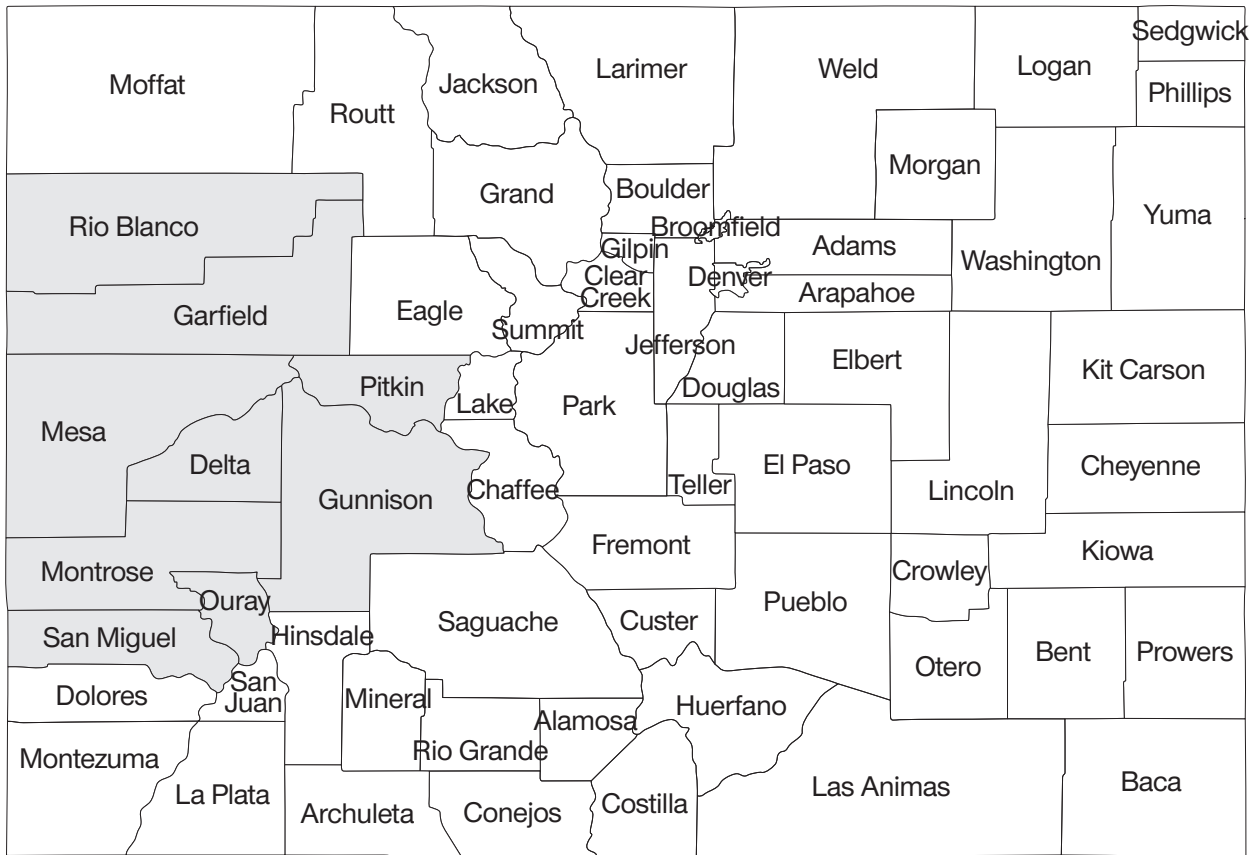 Sedgwick
Moffat
Jackson
Larimer
Weld
Logan
Phillips
Routt
Morgan
Grand
Boulder
Yuma
Rio Blanco
Broomfield
Gilpin
Adams
Washington
Clear
Creek
Denver
Arapahoe
Garfield
Eagle
Summit
Jefferson
Elbert
Kit Carson
Pitkin
Douglas
Lake
Park
Mesa
Delta
El Paso
Cheyenne
Gunnison
Chaffee
Teller
Lincoln
Fremont
Kiowa
Montrose
Crowley
Ouray
Pueblo
San Miguel
Hinsdale
Saguache
Custer
Otero
Bent
Prowers
Dolores
San
Juan
Mineral
Alamosa
Huerfano
Montezuma
Rio Grande
La Plata
Archuleta
Conejos
Costilla
Las Animas
Baca